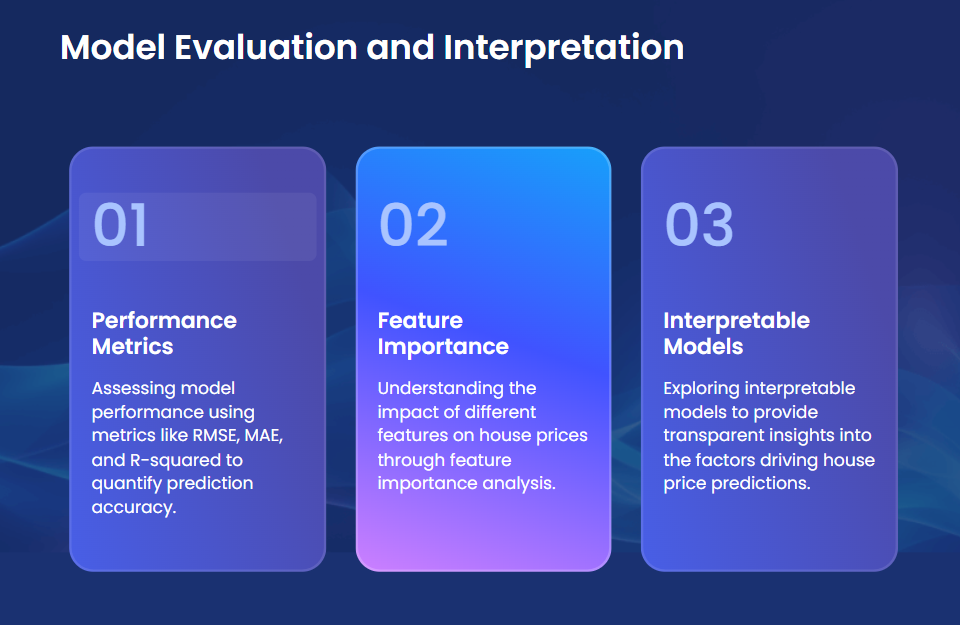 Model Evaluation and Interpretation
01
Performance
Metrics
Assessing model
performance using
metrics like RMSE, MAE,
and R-squared to
quantify prediction
accuracy.
02
Feature
Importance
Understanding the
impact of different
features on house prices
through feature
importance analysis.
03
Interpretable
Models
Exploring interpretable
models to provide
transparent insights into
the factors driving house
price predictions.